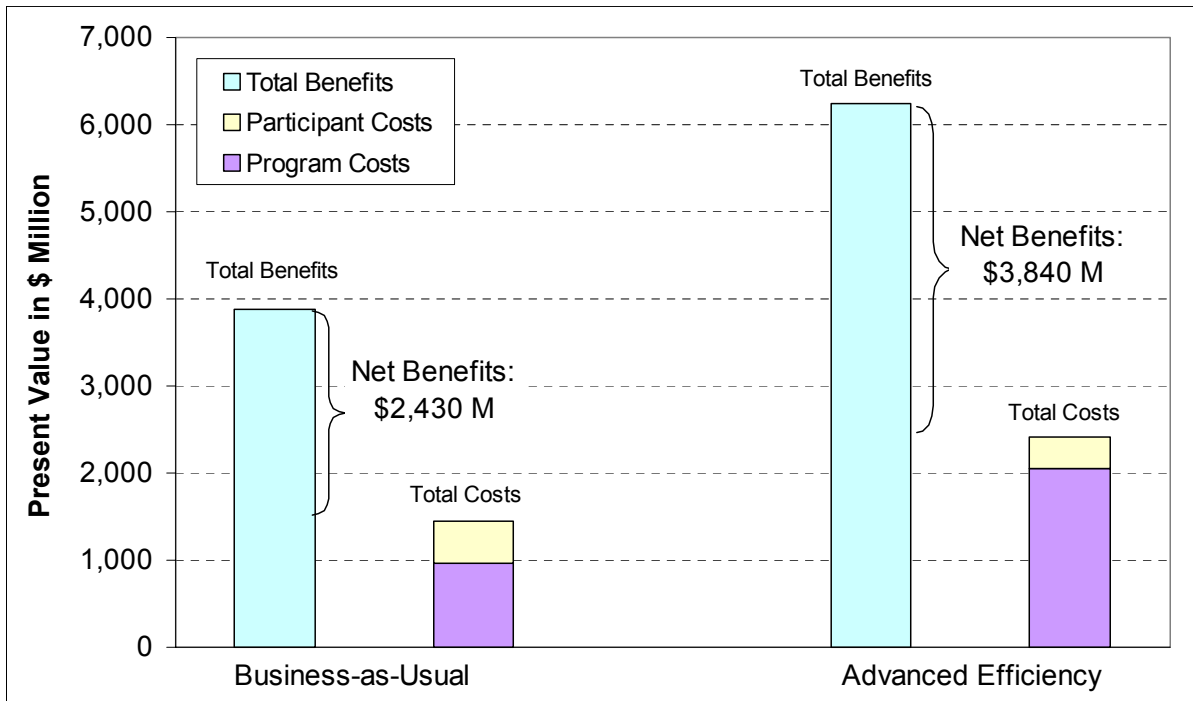 Present Value in $ Million
7,000
6,000
5,000
4,000
3,000
2,000
1,000
0
Total Benefits
Participant Costs
Program Costs
Total Benefits
Net Benefits:
$2,430 M
Total Costs
Total Benefits
Net Benefits:
$3,840 M
Total Costs
Business-as-Usual
Advanced Efficiency